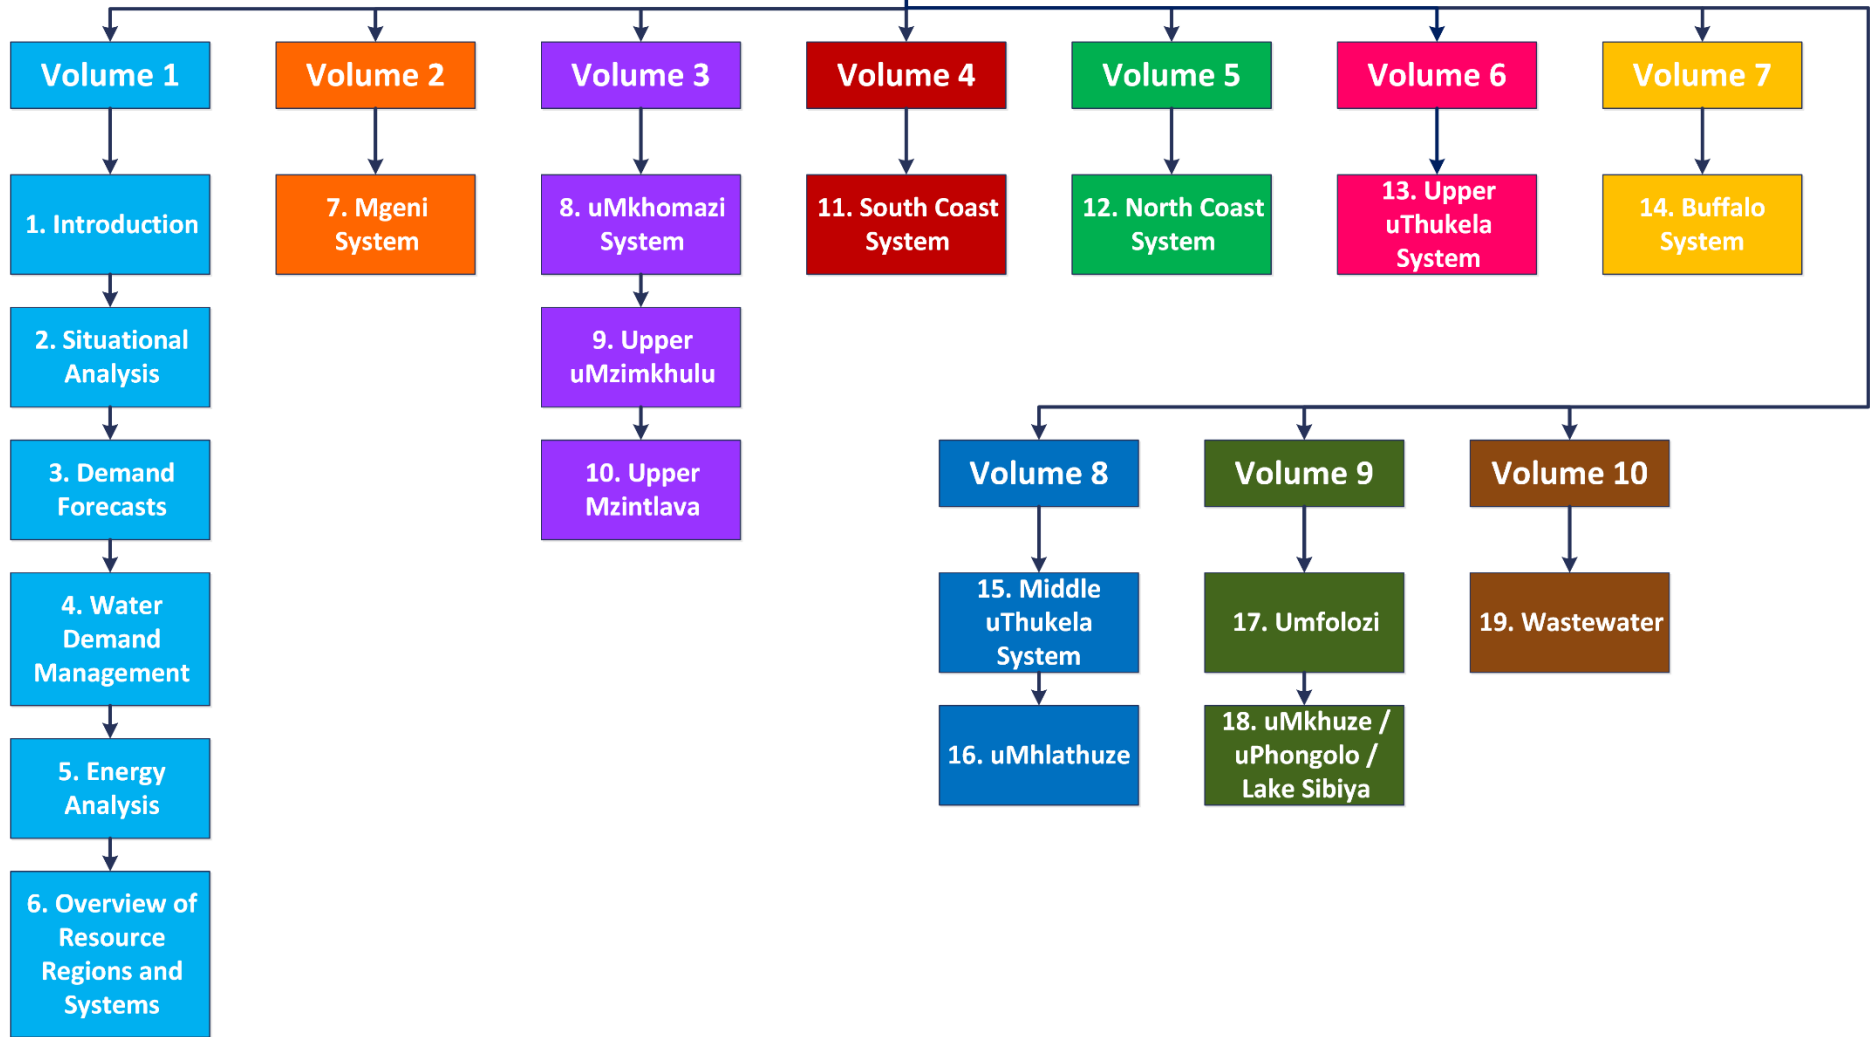 Volume 1
1. Introduction
2. Situational
Analysis
3. Demand
Forecasts
4. Water
Demand
Management
5. Energy
Analysis
6. Overview of
Resource
Regions and
Systems
Volume 2
7. Mgeni
System
Volume 3
8. uMkhomazi
System
9. Upper
uMzimkhulu
10. Upper
Mzintlava
Volume 4
11. South Coast
System
Volume 5
12. North Coast
System
Volume 6
13. Upper
uThukela
System
Volume 7
14. Buffalo
System
Volume 8
15. Middle
uThukela
System
16. uMhlathuze
Volume 9
17. Umfolozi
18. uMkhuze /
uPhongolo /
Lake Sibiya
Volume 10
19. Wastewater